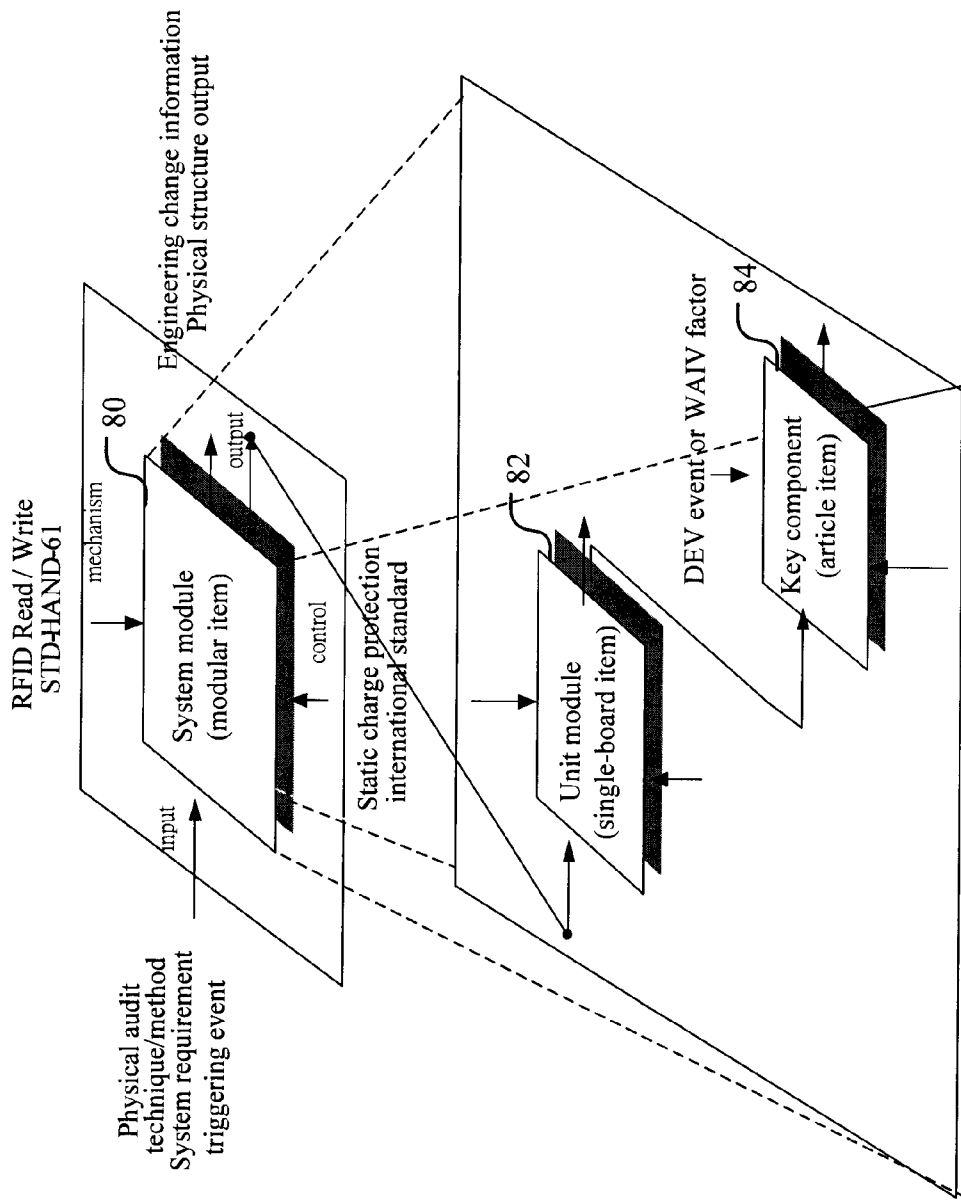 RFID Read / Write
STD-HAND-61
mechanism
80
Engineering change information
Physical structure output
Physical audit
technique/method
System requirement
triggering event
input
System module
(modular item)
output
control
Static charge protection
international standard
82
Unit module
(single-board item)
DEV event or WAIV factor
84
Key component
(article item)